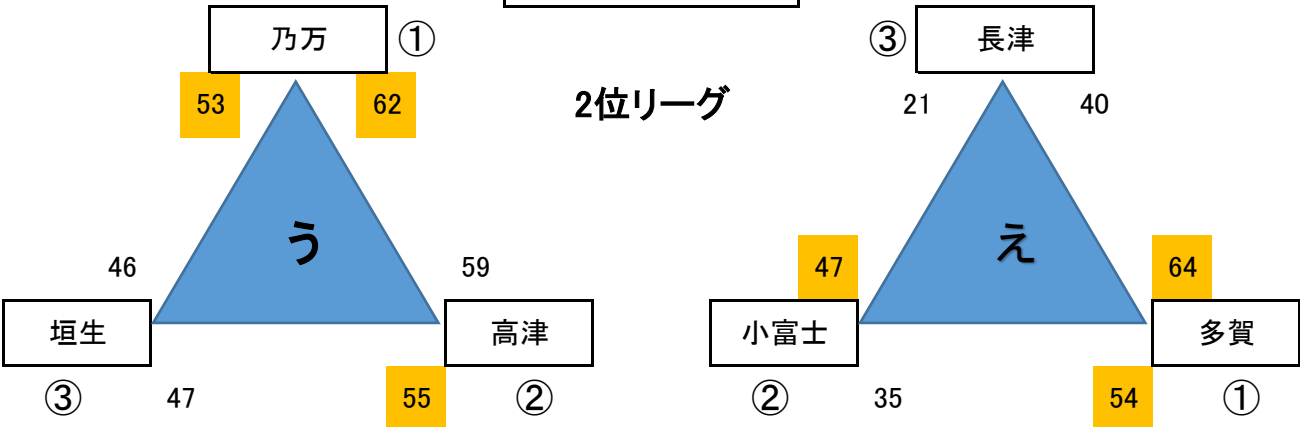 乃万 ①
③ 長津
53 62
2位リーグ
21 40
う
え
46 59
47 64
垣生 高津
小富士 多賀
③ 47 55 ②
② 35 54 ①